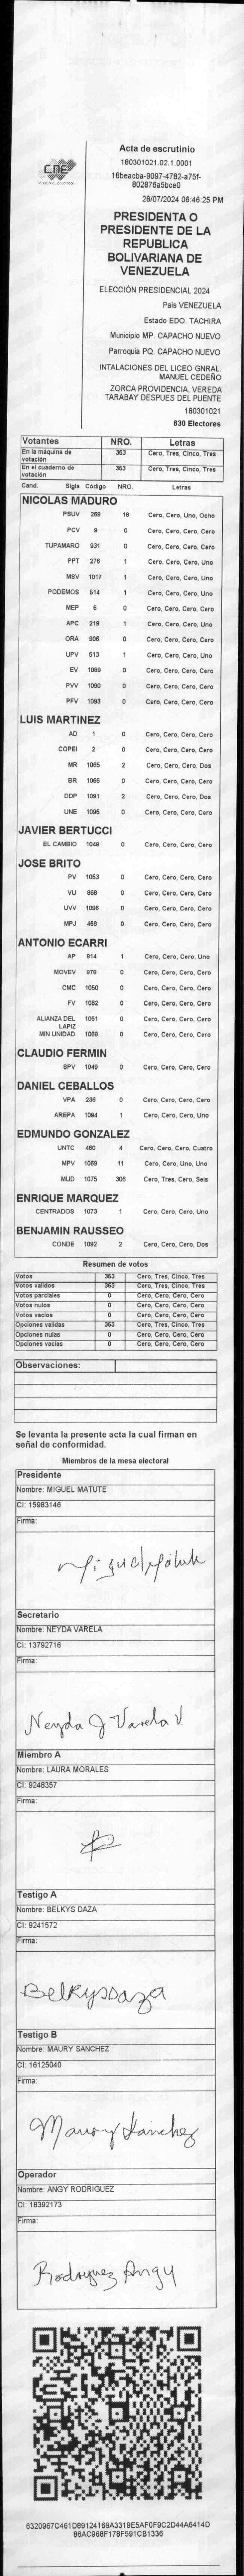 CNE
Acta de escrutinio
180301021.02.1.0001
18beacba-9097-4782-a75f-
802876a5bce0
28/07/2024 06:46:25 PM
PRESIDENTA O
PRESIDENTE DE LA
REPUBLICA
BOLIVARIANA DE
VENEZUELA
ELECCIÓN PRESIDENCIAL 2024
Pais VENEZUELA
Estado EDO. TACHIRA
Municipio MP. CAPACHO NUEVO
Parroquia PQ. CAPACHO NUEVO
INTALACIONES DEL LICEO GNRAL.
MANUEL CEDEÑO
ZORCA PROVIDENCIA, VEREDA
TARABAY DESPUES DEL PUENTE
180301021
630 Electores
Votantes NRO. Letras
En la máquina de votación 353 Cero, Tres, Cinco, Tres
En el cuaderno de votación 353 Cero, Tres, Cinco, Tres
Cand. Sigla Código NRO. Letras
NICOLAS MADURO
PSUV 269 18 Cero, Cero, Uno, Ocho
PCV 9 0 Cero, Cero, Cero, Cero
TUPAMARO 931 0 Cero, Cero, Cero, Cero
PPT 276 1 Cero, Cero, Cero, Uno
MSV 1017 1 Cero, Cero, Cero, Uno
PODEMOS 514 1 Cero, Cero, Cero, Uno
MEP 6 0 Cero, Cero, Cero, Cero
APC 219 1 Cero, Cero, Cero, Uno
ORA 906 0 Cero, Cero, Cero, Cero
UPV 513 1 Cero, Cero, Cero, Uno
EV 1089 0 Cero, Cero, Cero, Cero
PVV 1090 0 Cero, Cero, Cero, Cero
PFV 1093 0 Cero, Cero, Cero, Cero
LUIS MARTINEZ
AD 1 0 Cero, Cero, Cero, Cero
COPEI 2 0 Cero, Cero, Cero, Cero
MR 1065 2 Cero, Cero, Cero, Dos
BR 1066 0 Cero, Cero, Cero, Cero
DDP 1091 2 Cero, Cero, Cero, Dos
UNE 1095 0 Cero, Cero, Cero, Cero
JAVIER BERTUCCI
EL CAMBIO 1048 0 Cero, Cero, Cero, Cero
JOSE BRITO
PV 1053 0 Cero, Cero, Cero, Cero
VU 868 0 Cero, Cero, Cero, Cero
UVV 1096 0 Cero, Cero, Cero, Cero
MPJ 458 0 Cero, Cero, Cero, Cero
ANTONIO ECARRI
AP 814 1 Cero, Cero, Cero, Uno
MOVEV 978 0 Cero, Cero, Cero, Cero
CMC 1050 0 Cero, Cero, Cero, Cero
FV 1062 0 Cero, Cero, Cero, Cero
ALIANZA DEL LAPIZ 1051 0 Cero, Cero, Cero, Cero
MIN UNIDAD 1068 0 Cero, Cero, Cero, Cero
CLAUDIO FERMIN
SPV 1049 0 Cero, Cero, Cero, Cero
DANIEL CEBALLOS
VPA 236 0 Cero, Cero, Cero, Cero
AREPA 1094 1 Cero, Cero, Cero, Uno
EDMUNDO GONZALEZ
UNTC 460 4 Cero, Cero, Cero, Cuatro
MPV 1069 11 Cero, Cero, Uno, Uno
MUD 1075 306 Cero, Tres, Cero, Seis
ENRIQUE MARQUEZ
CENTRADOS 1073 1 Cero, Cero, Cero, Uno
BENJAMIN RAUSSEO
CONDE 1092 2 Cero, Cero, Cero, Dos
Resumen de votos
Votos 353 Cero, Tres, Cinco, Tres
Votos validos 353 Cero, Tres, Cinco, Tres
Votos parciales 0 Cero, Cero, Cero, Cero
Votos nulos 0 Cero, Cero, Cero, Cero
Votos vacíos 0 Cero, Cero, Cero, Cero
Opciones validas 353 Cero, Tres, Cinco, Tres
Opciones nulas 0 Cero, Cero, Cero, Cero
Opciones vacías 0 Cero, Cero, Cero, Cero
Observaciones:
Se levanta la presente acta la cual firman en
señal de conformidad.
Miembros de la mesa electoral
Presidente
Nombre: MIGUEL MATUTE
CI: 15983146
Firma:
Miguel Matute
Secretario
Nombre: NEYDA VARELA
CI: 13792716
Firma:
Neyda J Varela V.
Miembro A
Nombre: LAURA MORALES
CI: 9248357
Firma:
Testigo A
Nombre: BELKYS DAZA
CI: 9241572
Firma:
Belkys Daza
Testigo B
Nombre: MAURY SANCHEZ
CI: 16125040
Firma:
Maury Sanchez
Operador
Nombre: ANGY RODRIGUEZ
CI: 18392173
Firma:
Rodriguez Angy
6320967C461D89124169A3319E5AF0F9C2D44A6414D
86AC968F178F591CB1336